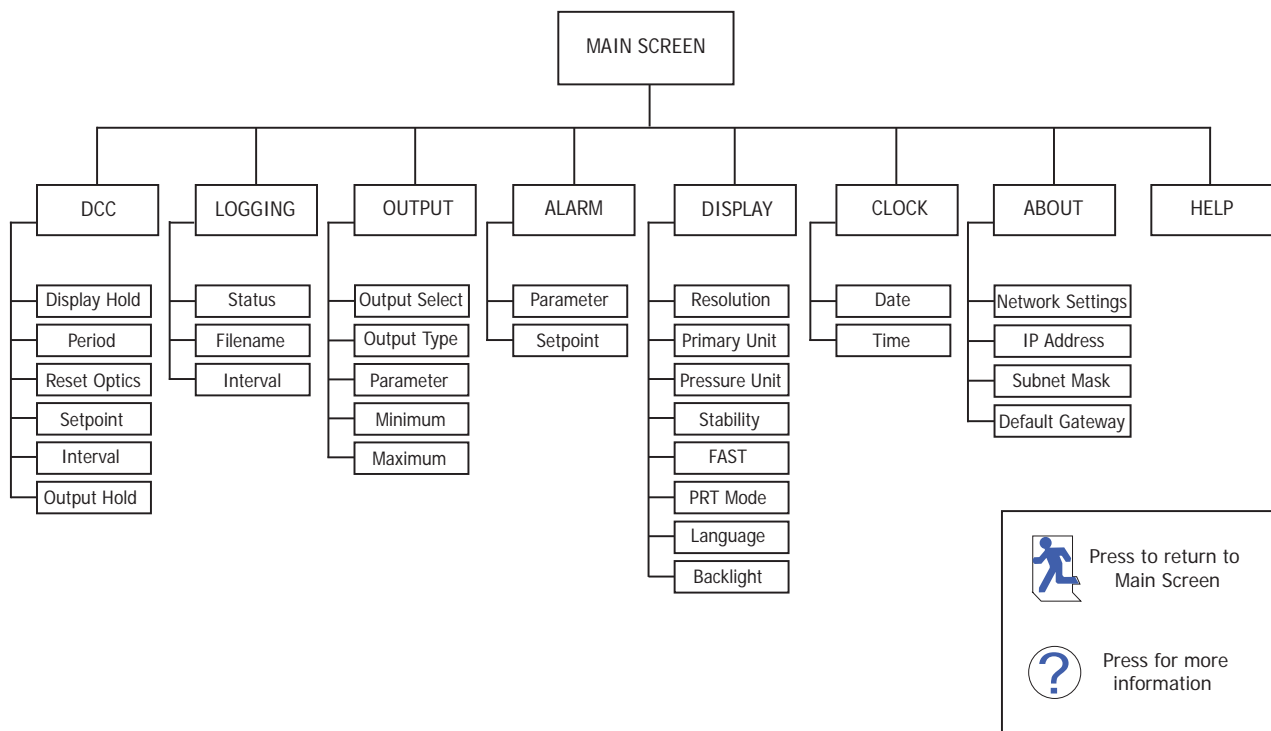 MAIN SCREEN
DCC
LOGGING
OUTPUT
ALARM
DISPLAY
CLOCK
ABOUT
HELP
Display Hold
Period
Reset Optics
Setpoint
Interval
Output Hold
Status
Filename
Interval
Output Select
Output Type
Parameter
Minimum
Maximum
Parameter
Setpoint
Resolution
Primary Unit
Pressure Unit
Stability
FAST
PRT Mode
Language
Backlight
Date
Time
Network Settings
IP Address
Subnet Mask
Default Gateway
Press to return to
Main Screen
?
Press for more
information